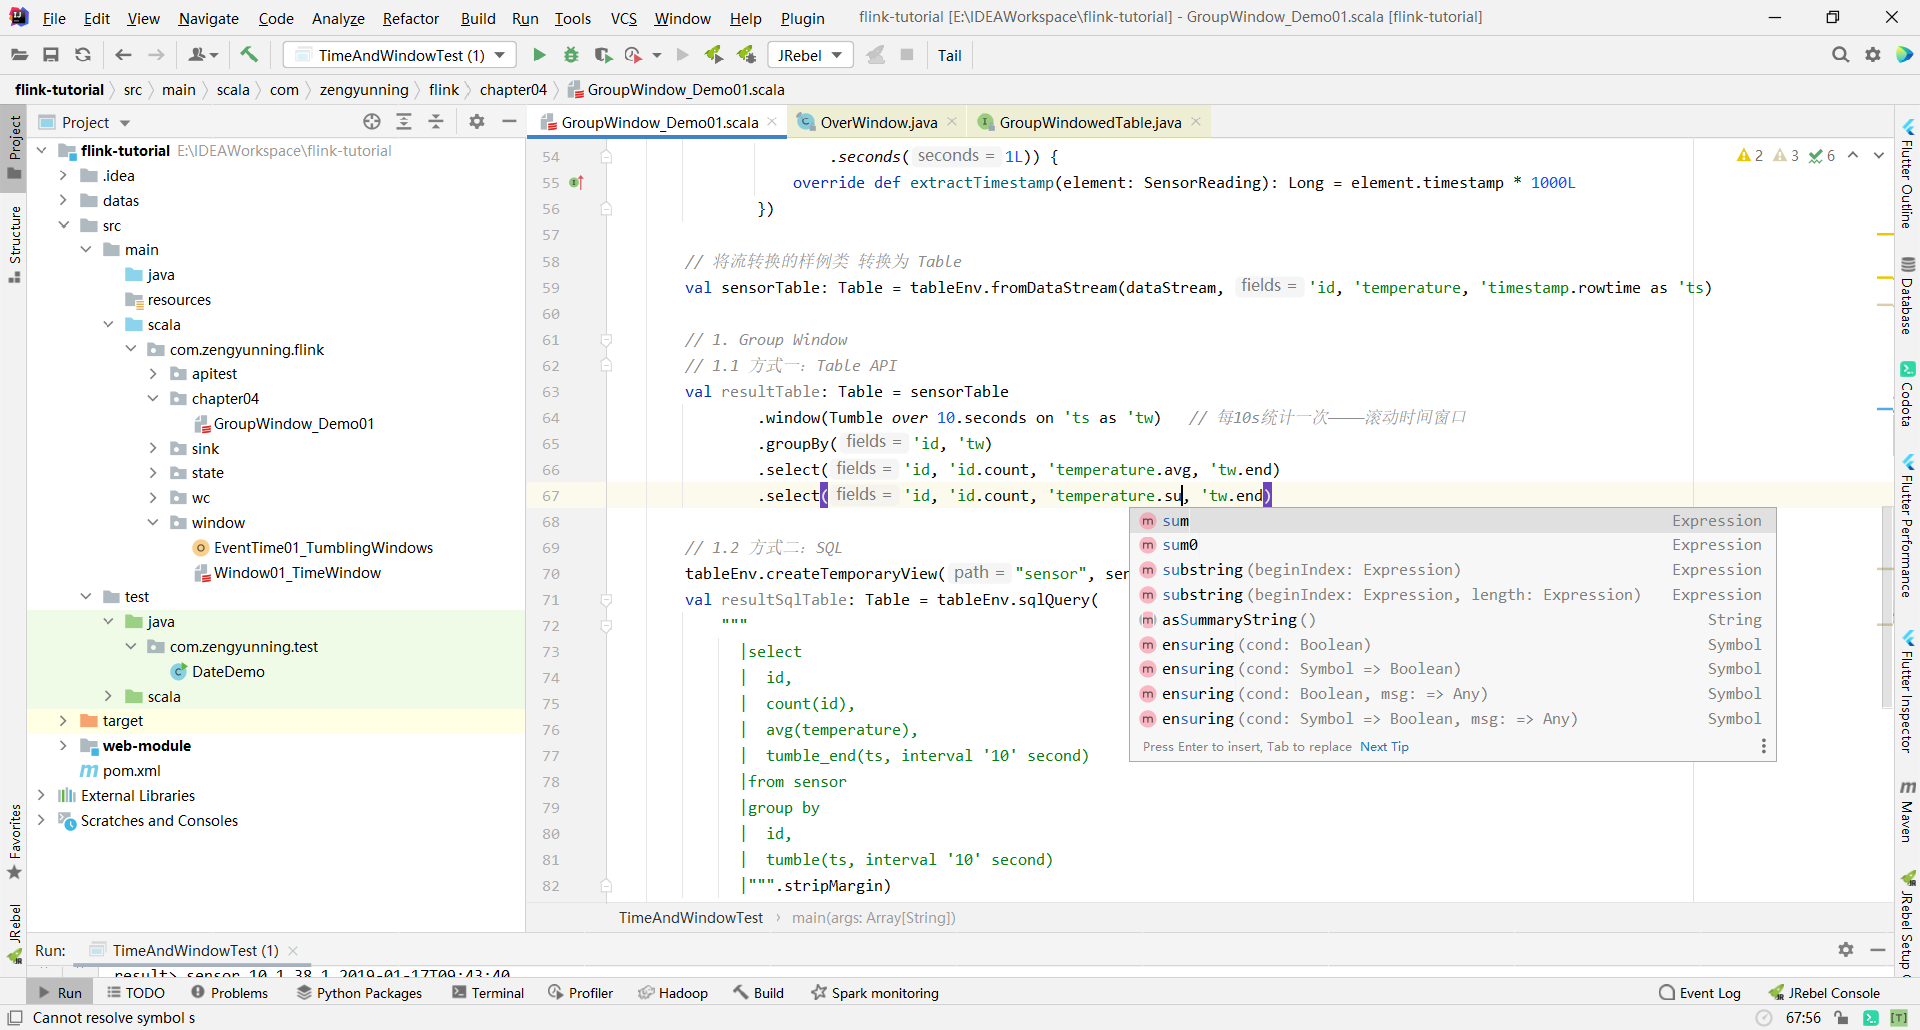 File Edit View Navigate Code Analyze Refactor Build Run Tools VCS Window Help Plugin flink-tutorial [E:\IDEAWorkspace\flink-tutorial] - GroupWindow_Demo01.scala [flink-tutorial]
TimeAndWindowTest (1) JRebel Tail
flink-tutorial src main scala com zengyunning flink chapter04 GroupWindow_Demo01.scala
Project
GroupWindow_Demo01.scala OverWindow.java GroupWindowedTable.java
flink-tutorial E:\IDEAWorkspace\flink-tutorial
.idea
datas
src
main
java
resources
scala
com.zengyunning.flink
apitest
chapter04
GroupWindow_Demo01
sink
state
wc
window
EventTime01_TumblingWindows
Window01_TimeWindow
test
java
com.zengyunning.test
DateDemo
scala
target
web-module
pom.xml
External Libraries
Scratches and Consoles
Project
Structure
Favorites
JRebel
2 3 6
54 .seconds( seconds = 1L)) {
55 override def extractTimestamp(element: SensorReading): Long = element.timestamp * 1000L
56 })
57
58 // 将流转换的样例类 转换为 Table
59 val sensorTable: Table = tableEnv.fromDataStream(dataStream, fields = 'id, 'temperature, 'timestamp.rowtime as 'ts)
60
61 // 1. Group Window
62 // 1.1 方式一：Table API
63 val resultTable: Table = sensorTable
64 .window(Tumble over 10.seconds on 'ts as 'tw) // 每10s统计一次————滚动时间窗口
65 .groupBy( fields = 'id, 'tw)
66 .select( fields = 'id, 'id.count, 'temperature.avg, 'tw.end)
67 .select( fields = 'id, 'id.count, 'temperature.su, 'tw.end)
68
69 // 1.2 方式二：SQL
70 tableEnv.createTemporaryView( path = "sensor", sen
71 val resultSqlTable: Table = tableEnv.sqlQuery(
72 """
73 |select
74 | id,
75 | count(id),
76 | avg(temperature),
77 | tumble_end(ts, interval '10' second)
78 |from sensor
79 |group by
80 | id,
81 | tumble(ts, interval '10' second)
82 |""".stripMargin)
sum Expression
sum0 Expression
substring(beginIndex: Expression) Expression
substring(beginIndex: Expression, length: Expression) Expression
asSummaryString() String
ensuring(cond: Boolean) Symbol
ensuring(cond: Symbol => Boolean) Symbol
ensuring(cond: Boolean, msg: => Any) Symbol
ensuring(cond: Symbol => Boolean, msg: => Any) Symbol
Press Enter to insert, Tab to replace Next Tip
TimeAndWindowTest main(args: Array[String])
Flutter Outline
Database
Codota
Flutter Performance
Flutter Inspector
Maven
JRebel Setup
Run: TimeAndWindowTest (1)
result> sensor_10,1,38.1,2019-01-17T09:43:40
Run TODO Problems Python Packages Terminal Profiler Hadoop Build Spark monitoring Event Log JRebel Console
Cannot resolve symbol s 67:56